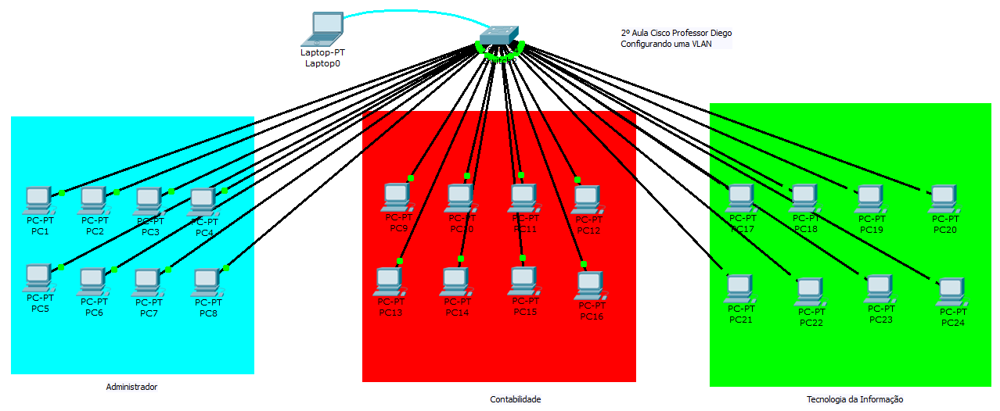 2º Aula Cisco Professor Diego
Configurando uma VLAN
Laptop-PT
Laptop0
PC-PT
PC1
PC-PT
PC2
PC-PT
PC3
PC-PT
PC4
PC-PT
PC5
PC-PT
PC6
PC-PT
PC7
PC-PT
PC8
Administrador
PC-PT
PC9
PC-PT
PC10
PC-PT
PC11
PC-PT
PC12
PC-PT
PC13
PC-PT
PC14
PC-PT
PC15
PC-PT
PC16
Contabilidade
PC-PT
PC17
PC-PT
PC18
PC-PT
PC19
PC-PT
PC20
PC-PT
PC21
PC-PT
PC22
PC-PT
PC23
PC-PT
PC24
Tecnologia da Informação